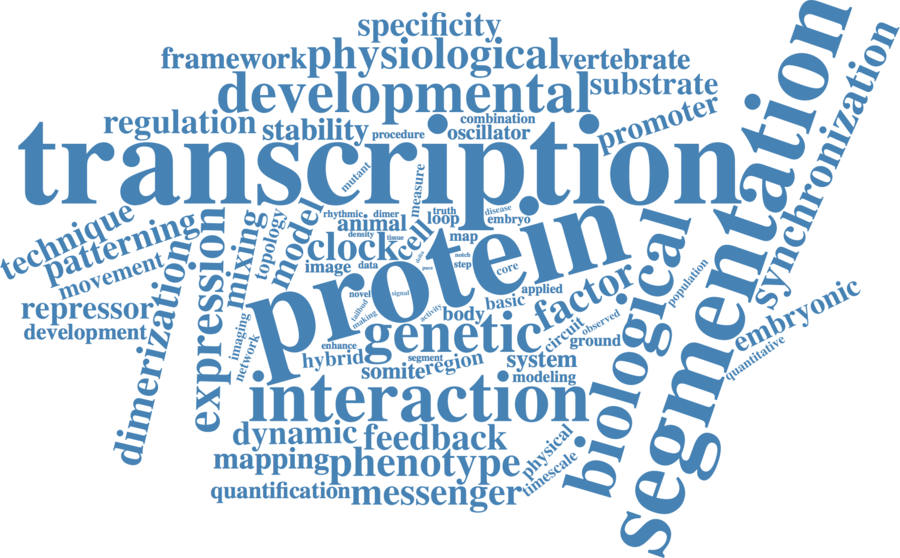 specificity
framework
physiological
vertebrate
developmental
substrate
regulation
stability
procedure
combination
oscillator
promoter
transcription
segmentation
synchronization
mutant
measure
technique
patterning
movement
repressor
development
dimerization
expression
mixing
topology
imaging
network
model
rhythmic
dimer
truth
disease
animal
loop
embryo
density
tissue
map
clock
cell
delta
notch
image
data
pace
step
core
protein
novel
signal
applied
tailbud
making
activity
basic
body
factor
biological
population
genetic
circuit
observed
ground
enhance
hybrid
segment
somite
region
system
modeling
embryonic
quantitative
interaction
dynamic
feedback
physical
timescale
mapping
phenotype
quantification
messenger